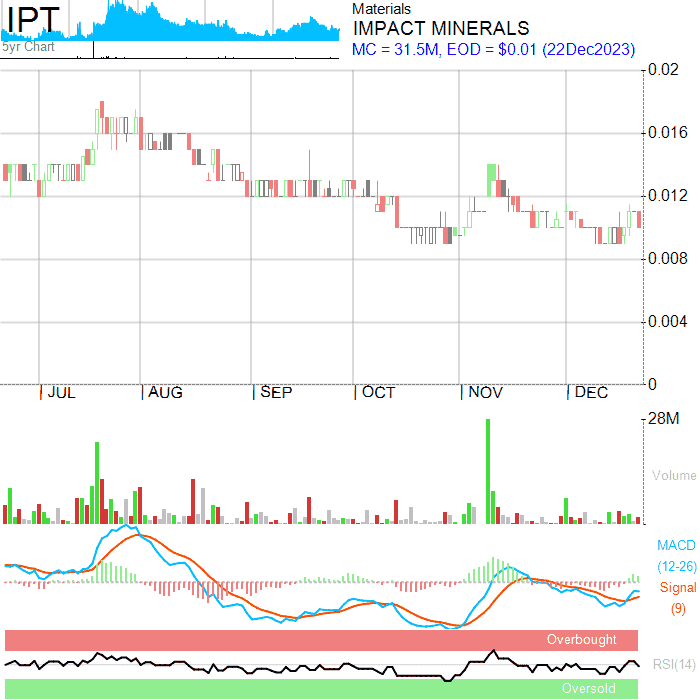 IPT
5yr Chart
Materials
IMPACT MINERALS
MC = 31.5M, EOD = $0.01 (22Dec2023)
0.02
0.016
0.012
0.008
0.004
0
JUL AUG SEP OCT NOV DEC
28M
Volume
MACD
(12-26)
Signal
(9)
Overbought
RSI(14)
Oversold